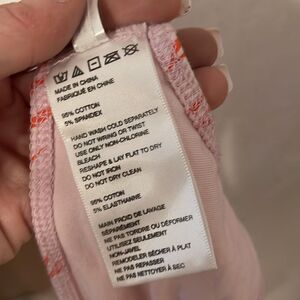 MADE IN CHINA
FABRIQUÉ EN CHINE
95% COTTON
5% SPANDEX
HAND WASH COLD SEPARATELY
DO NOT WRING OR TWIST
USE ONLY NON-CHLORINE
BLEACH
RESHAPE & LAY FLAT TO DRY
DO NOT IRON
DO NOT DRY CLEAN
95% COTON
5% ELASTHANNE
MAIN FROID DE LAVAGE
SÉPARÉMENT
NE PAS TORDRE OU DÉFORMER
UTILISEZ SEULEMENT
NON-JAVEL
REMODELER SÉCHER À PLAT
NE PAS REPASSER
NE PAS NETTOYER À SEC